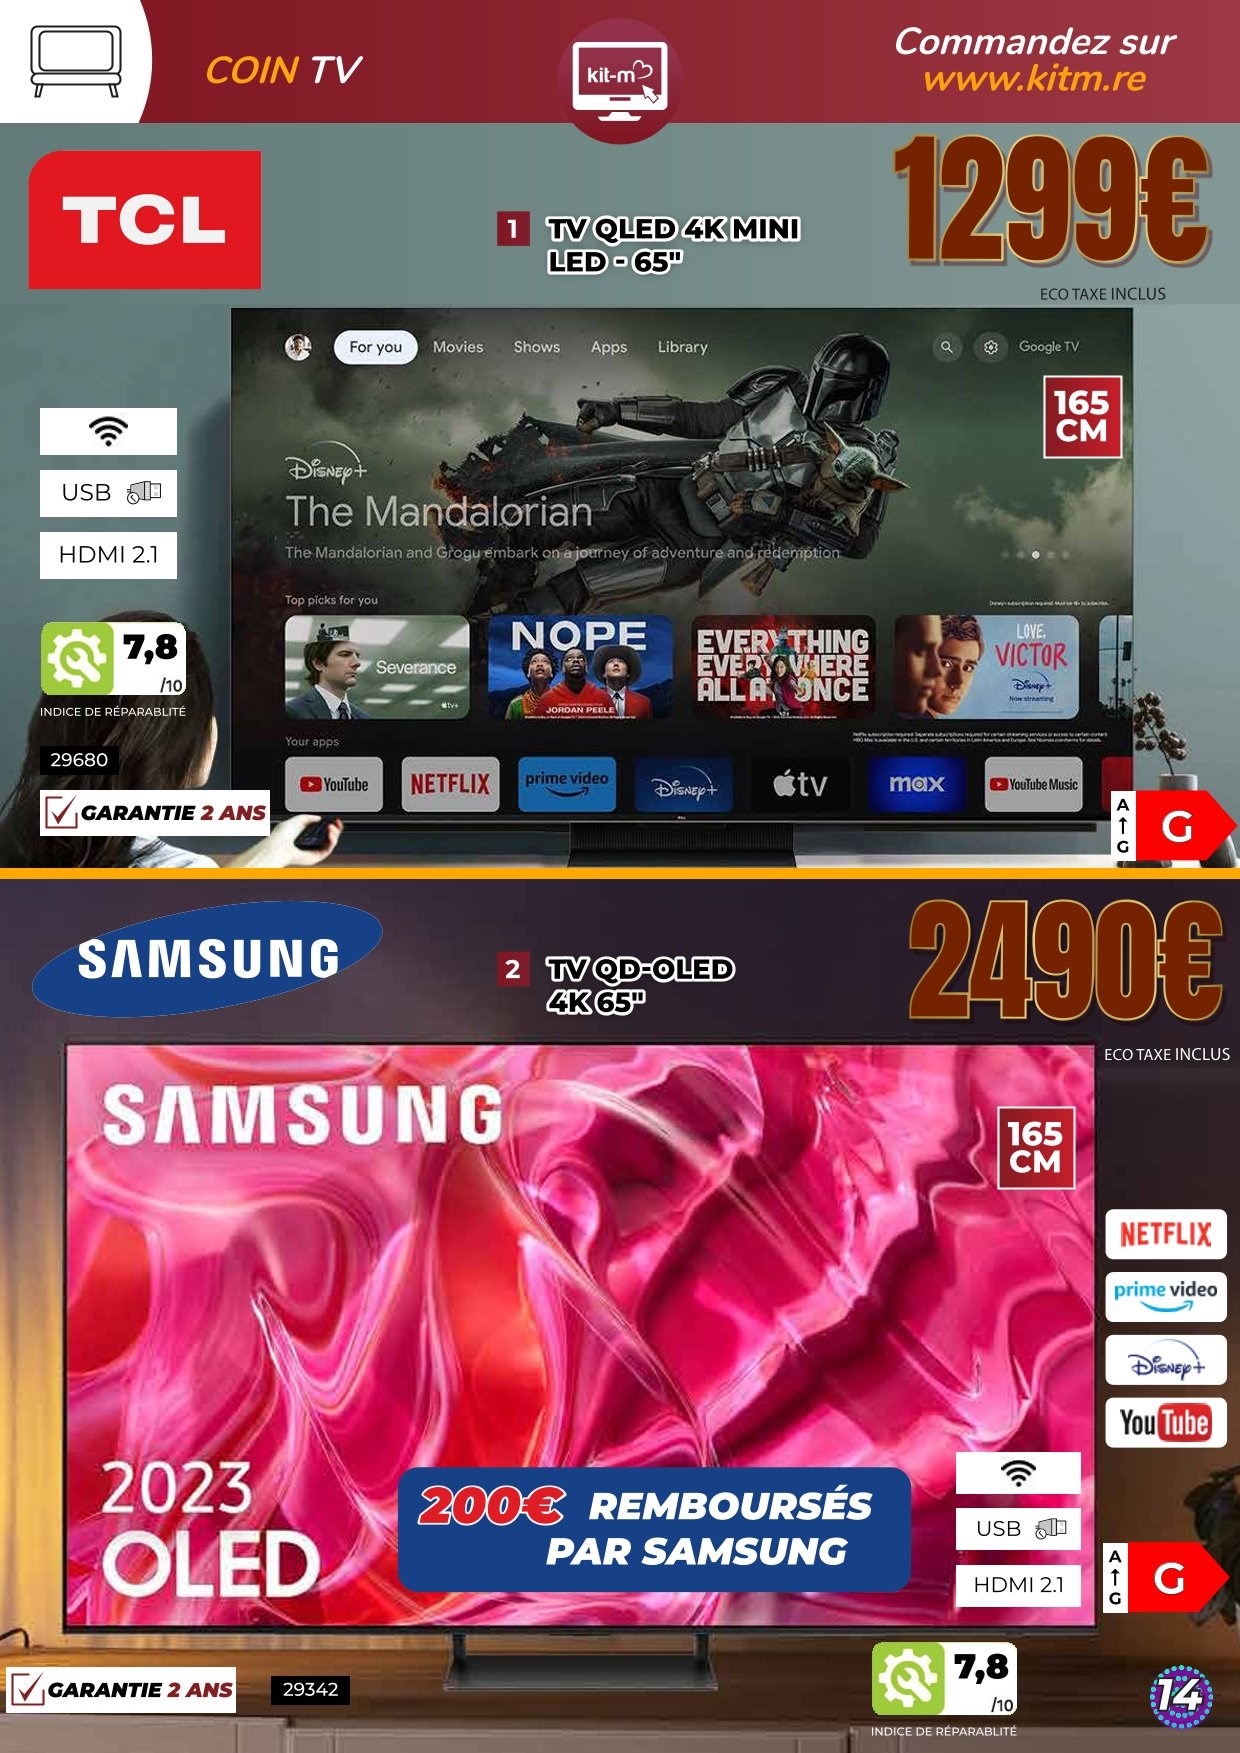 COIN TV
kit-m
Commandez sur
www.kitm.re
TCL
1 TV QLED 4K MINI
LED - 65"
1299€
ECO TAXE INCLUS
For you Movies Shows Apps Library Google TV
165
CM
USB
HDMI 2.1
Disney+
The Mandalorian
The Mandalorian and Grogu embark on a journey of adventure and redemption
Top picks for you
Severance
tv+
NOPE
JORDAN PEELE
EVERYTHING
EVERYWHERE
ALL AT ONCE
LOVE,
VICTOR
Disney+
Now streaming
7,8
/10
INDICE DE RÉPARABLITÉ
29680
GARANTIE 2 ANS
Your apps
YouTube NETFLIX prime video Disney+ tv max YouTube Music
A
G
G
SAMSUNG
2 TV QD-OLED
4K 65"
2490€
ECO TAXE INCLUS
SAMSUNG
165
CM
NETFLIX
prime video
Disney+
YouTube
2023
OLED
200€ REMBOURSÉS
PAR SAMSUNG
USB
HDMI 2.1
A
G
G
GARANTIE 2 ANS
29342
7,8
/10
INDICE DE RÉPARABLITÉ
14